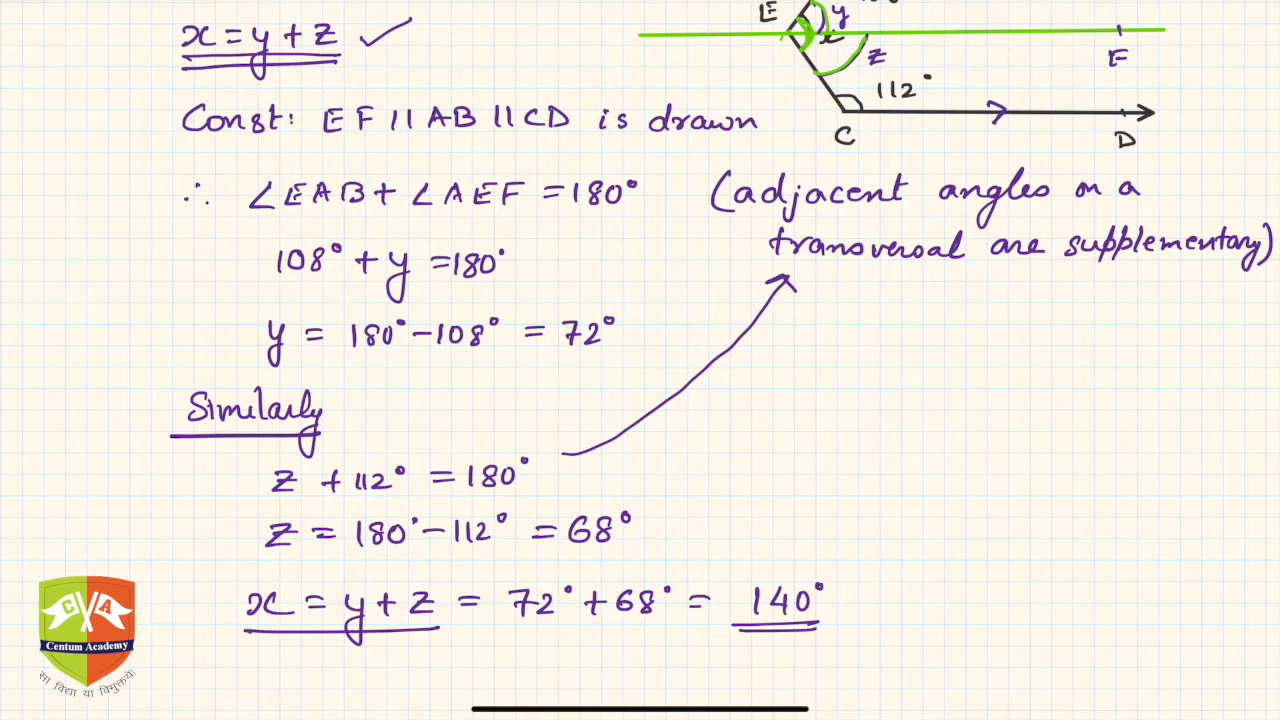 x = y + z ✓
E y
x z F
112°
Const: EF || AB || CD is drawn
C D
∴ ∠EAB + ∠AEF = 180° (adjacent angles on a
transversal are supplementary)
108° + y = 180°
y = 180° - 108° = 72°
Similarly
z + 112° = 180°
z = 180° - 112° = 68°
x = y + z = 72° + 68° = 140°
C A
Centum Academy
सा विद्या या विमुक्तये।